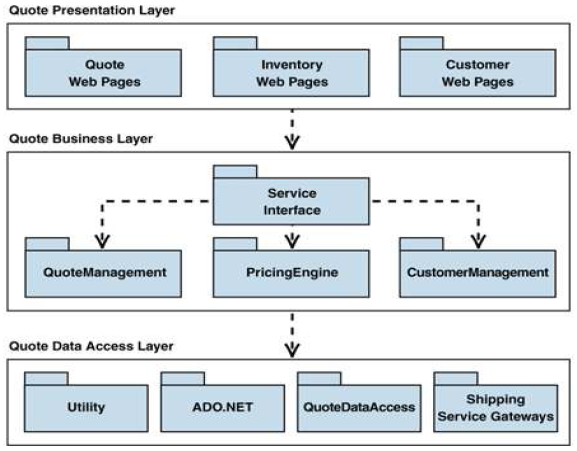 Quote Presentation Layer
Quote
Web Pages
Inventory
Web Pages
Customer
Web Pages
Quote Business Layer
Service
Interface
QuoteManagement
PricingEngine
CustomerManagement
Quote Data Access Layer
Utility
ADO.NET
QuoteDataAccess
Shipping
Service Gateways